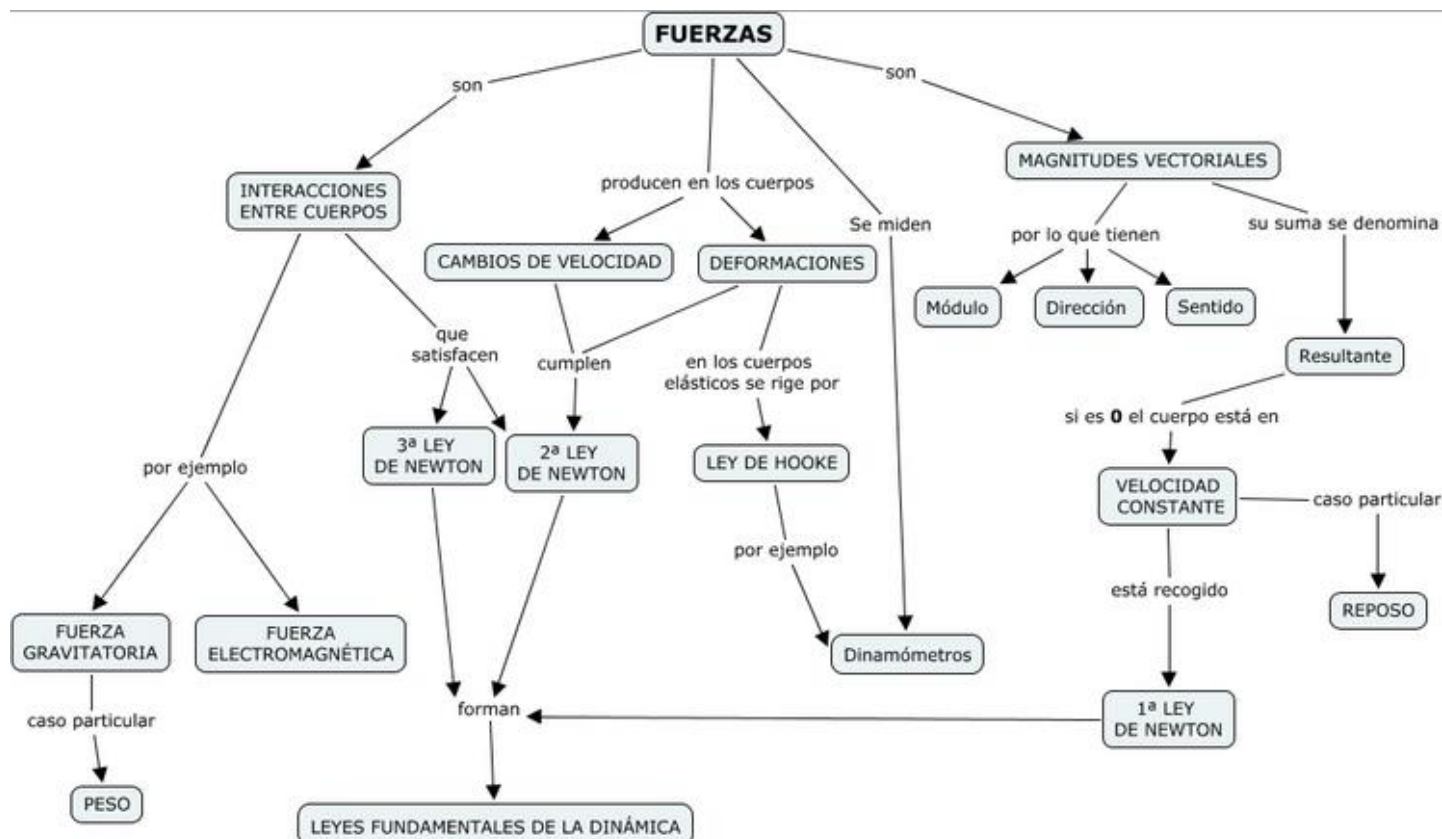 FUERZAS
son
son
MAGNITUDES VECTORIALES
INTERACCIONES
ENTRE CUERPOS
producen en los cuerpos
Se miden
por lo que tienen
su suma se denomina
CAMBIOS DE VELOCIDAD
DEFORMACIONES
Módulo
Dirección
Sentido
que
satisfacen
cumplen
en los cuerpos
elásticos se rige por
Resultante
si es 0 el cuerpo está en
3ª LEY
DE NEWTON
2ª LEY
DE NEWTON
LEY DE HOOKE
por ejemplo
VELOCIDAD
CONSTANTE
caso particular
por ejemplo
está recogido
REPOSO
FUERZA
GRAVITATORIA
FUERZA
ELECTROMAGNÉTICA
Dinamómetros
caso particular
forman
1ª LEY
DE NEWTON
PESO
LEYES FUNDAMENTALES DE LA DINÁMICA